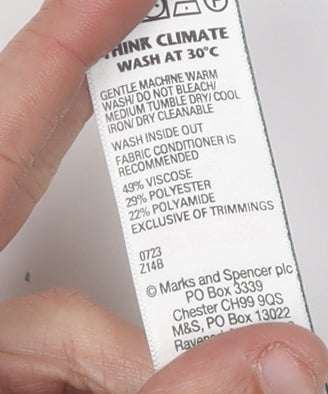 THINK CLIMATE
WASH AT 30°C
GENTLE MACHINE WARM
WASH/ DO NOT BLEACH/
MEDIUM TUMBLE DRY/ COOL
IRON/ DRY CLEANABLE
WASH INSIDE OUT
FABRIC CONDITIONER IS
RECOMMENDED
49% VISCOSE
29% POLYESTER
22% POLYAMIDE
EXCLUSIVE OF TRIMMINGS
0723
Z14B
© Marks and Spencer plc
PO Box 3339
Chester CH99 9QS
M&S, PO Box 13022